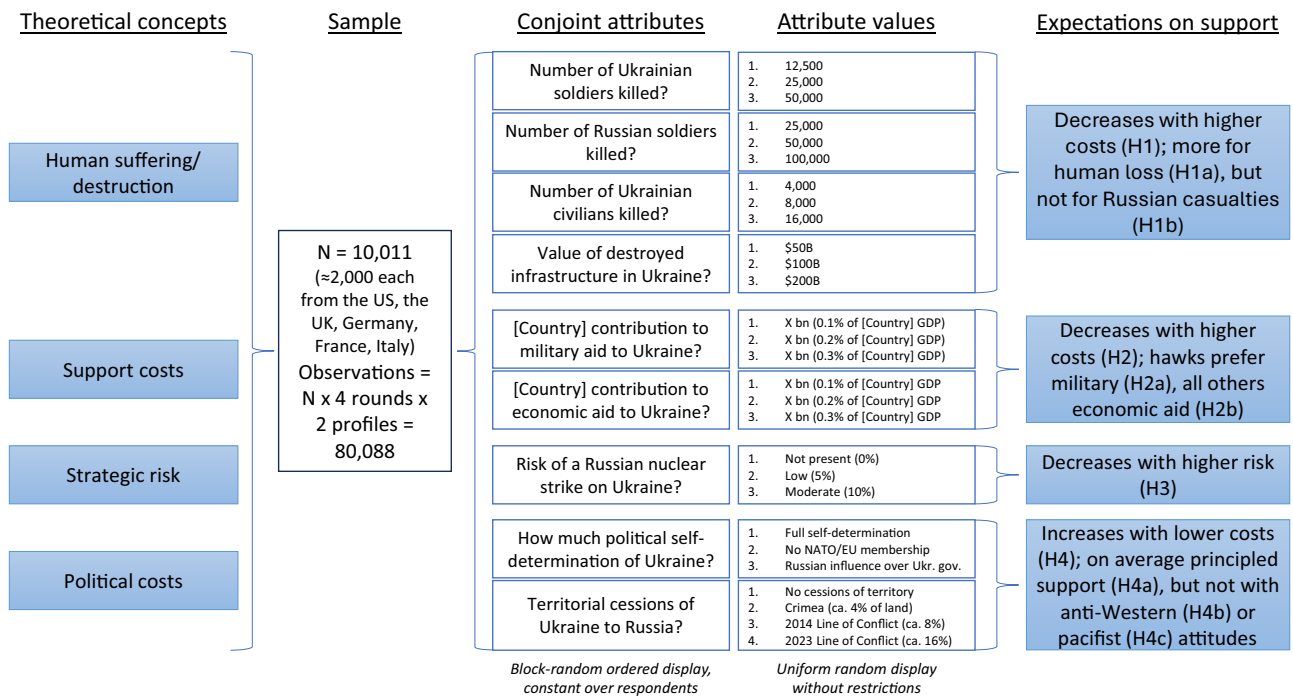 Theoretical concepts
Sample
Conjoint attributes
Attribute values
Expectations on support
Human suffering/
destruction
Support costs
Strategic risk
Political costs
N = 10,011
(≈2,000 each
from the US, the
UK, Germany,
France, Italy)
Observations =
N x 4 rounds x
2 profiles =
80,088
Number of Ukrainian
soldiers killed?
1. 12,500
2. 25,000
3. 50,000
Number of Russian soldiers
killed?
1. 25,000
2. 50,000
3. 100,000
Number of Ukrainian
civilians killed?
1. 4,000
2. 8,000
3. 16,000
Value of destroyed
infrastructure in Ukraine?
1. $50B
2. $100B
3. $200B
[Country] contribution to
military aid to Ukraine?
1. X bn (0.1% of [Country] GDP)
2. X bn (0.2% of [Country] GDP)
3. X bn (0.3% of [Country] GDP)
[Country] contribution to
economic aid to Ukraine?
1. X bn (0.1% of [Country] GDP
2. X bn (0.2% of [Country] GDP
3. X bn (0.3% of [Country] GDP
Risk of a Russian nuclear
strike on Ukraine?
1. Not present (0%)
2. Low (5%)
3. Moderate (10%)
How much political self-
determination of Ukraine?
1. Full self-determination
2. No NATO/EU membership
3. Russian influence over Ukr. gov.
Territorial cessions of
Ukraine to Russia?
1. No cessions of territory
2. Crimea (ca. 4% of land)
3. 2014 Line of Conflict (ca. 8%)
4. 2023 Line of Conflict (ca. 16%)
Block-random ordered display,
constant over respondents
Uniform random display
without restrictions
Decreases with higher
costs (H1); more for
human loss (H1a), but
not for Russian casualties
(H1b)
Decreases with higher
costs (H2); hawks prefer
military (H2a), all others
economic aid (H2b)
Decreases with higher risk
(H3)
Increases with lower costs
(H4); on average principled
support (H4a), but not with
anti-Western (H4b) or
pacifist (H4c) attitudes